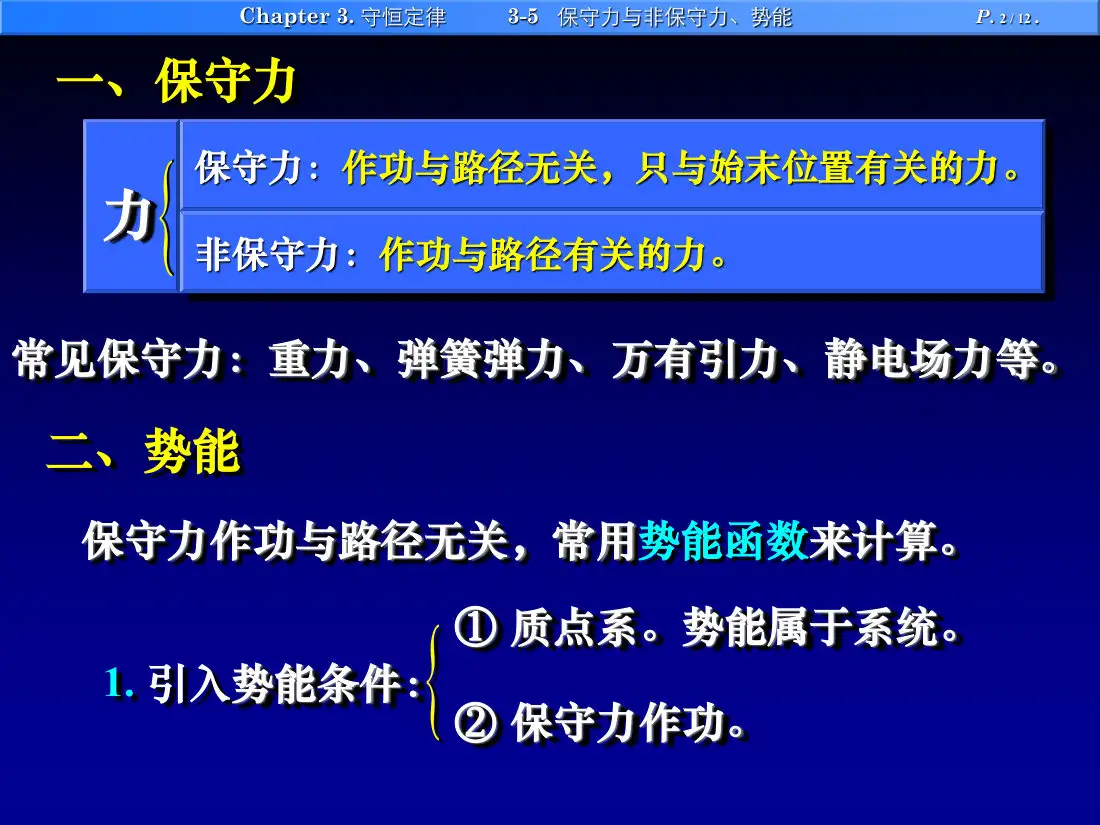 Chapter 3. 守恒定律 3-5 保守力与非保守力、势能 P. 2 / 12 .
一、保守力
力
保守力：作功与路径无关，只与始末位置有关的力。
非保守力：作功与路径有关的力。
常见保守力：重力、弹簧弹力、万有引力、静电场力等。
二、势能
保守力作功与路径无关，常用势能函数来计算。
1. 引入势能条件：
① 质点系。势能属于系统。
② 保守力作功。